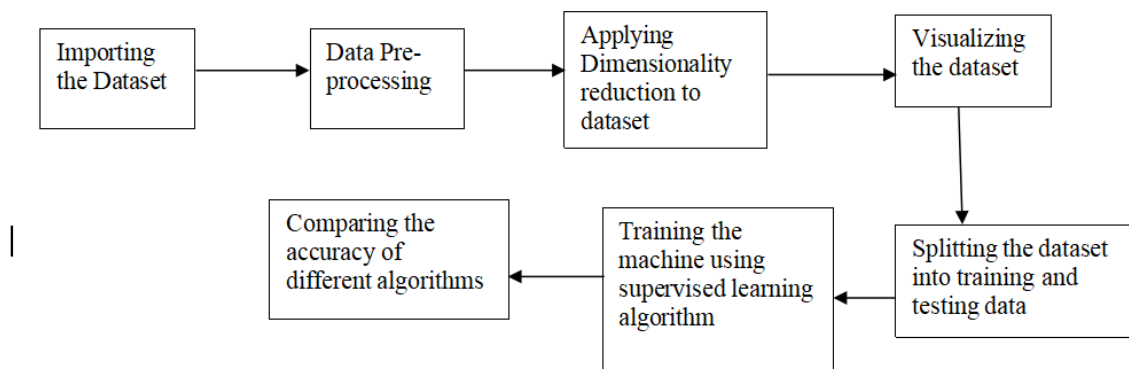 Importing
the Dataset
Data Pre-
processing
Applying
Dimensionality
reduction to
dataset
Visualizing
the dataset
Splitting the dataset
into training and
testing data
Training the
machine using
supervised learning
algorithm
Comparing the
accuracy of
different algorithms